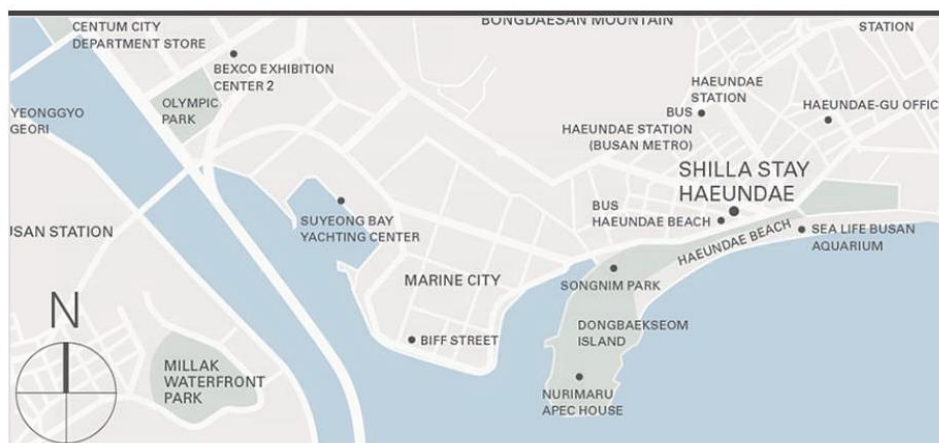 BONGDAESAN MOUNTAIN
STATION
CENTUM CITY
DEPARTMENT STORE
BEXCO EXHIBITION
CENTER 2
OLYMPIC
PARK
YEONGGYO
GEORI
HAEUNDAE
STATION
BUS
HAEUNDAE STATION
(BUSAN METRO)
HAEUNDAE-GU OFFIC
SHILLA STAY
HAEUNDAE
BUS
HAEUNDAE BEACH
SUYEONG BAY
YACHTING CENTER
USAN STATION
HAEUNDAE BEACH
SEA LIFE BUSAN
AQUARIUM
MARINE CITY
SONGNIM PARK
N
BIFF STREET
DONGBAEKSEOM
ISLAND
MILLAK
WATERFRONT
PARK
NURIMARU
APEC HOUSE